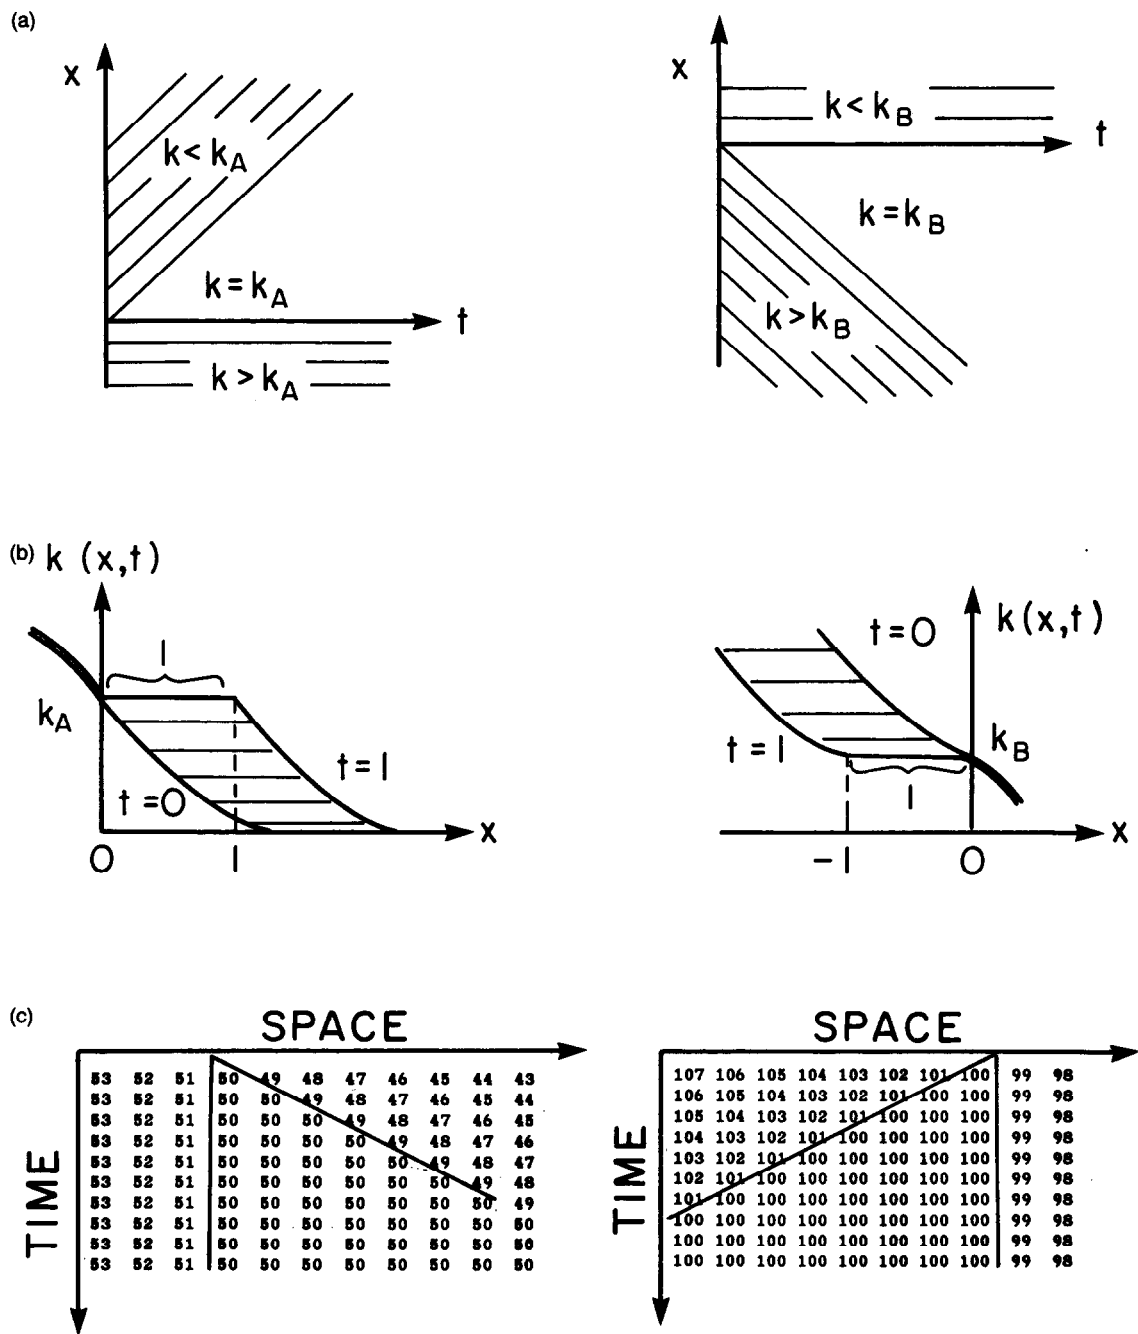 (a)
x
k < kA
k = kA
t
k > kA
x
k < kB
t
k = kB
k > kB
(b) k (x,t)
1
kA
t = 0
t = 1
0 1
x
t = 0
k(x,t)
t = 1
kB
1
-1 0
x
(c)
SPACE
TIME
53 52 51 50 49 48 47 46 45 44 43
53 52 51 50 50 49 48 47 46 45 44
53 52 51 50 50 50 49 48 47 46 45
53 52 51 50 50 50 50 49 48 47 46
53 52 51 50 50 50 50 50 49 48 47
53 52 51 50 50 50 50 50 50 49 48
53 52 51 50 50 50 50 50 50 50 49
53 52 51 50 50 50 50 50 50 50 50
53 52 51 50 50 50 50 50 50 50 50
53 52 51 50 50 50 50 50 50 50 50
SPACE
TIME
107 106 105 104 103 102 101 100 99 98
106 105 104 103 102 101 100 100 99 98
105 104 103 102 101 100 100 100 99 98
104 103 102 101 100 100 100 100 99 98
103 102 101 100 100 100 100 100 99 98
102 101 100 100 100 100 100 100 99 98
101 100 100 100 100 100 100 100 99 98
100 100 100 100 100 100 100 100 99 98
100 100 100 100 100 100 100 100 99 98
100 100 100 100 100 100 100 100 99 98